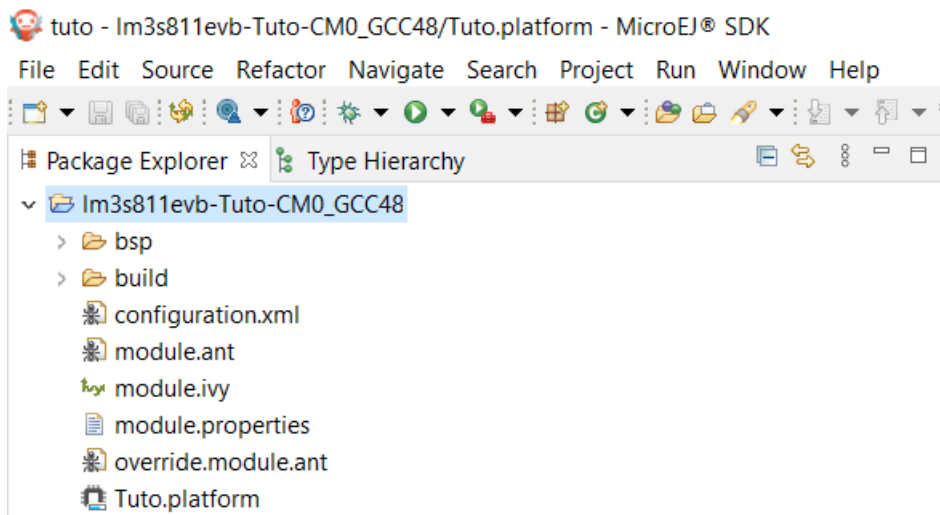 tuto - lm3s811evb-Tuto-CM0_GCC48/Tuto.platform - MicroEJ® SDK
File Edit Source Refactor Navigate Search Project Run Window Help
Package Explorer Type Hierarchy
lm3s811evb-Tuto-CM0_GCC48
bsp
build
configuration.xml
module.ant
module.ivy
module.properties
override.module.ant
Tuto.platform